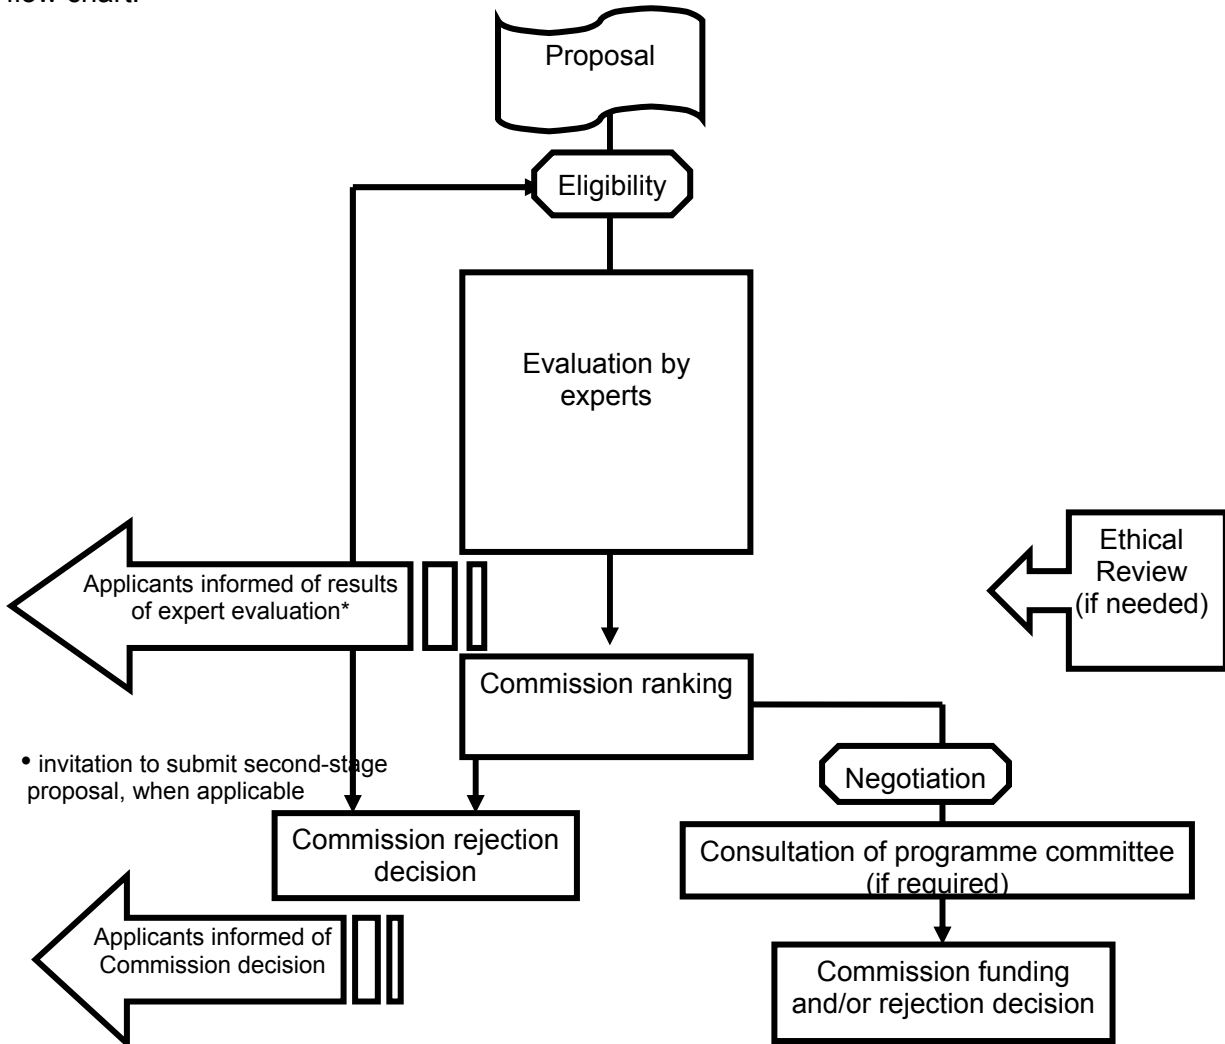 flow chart.
Proposal
Eligibility
Evaluation by
experts
Ethical
Review
(if needed)
Applicants informed of results
of expert evaluation*
Commission ranking
• invitation to submit second-stage
proposal, when applicable
Negotiation
Commission rejection
decision
Consultation of programme committee
(if required)
Applicants informed of
Commission decision
Commission funding
and/or rejection decision